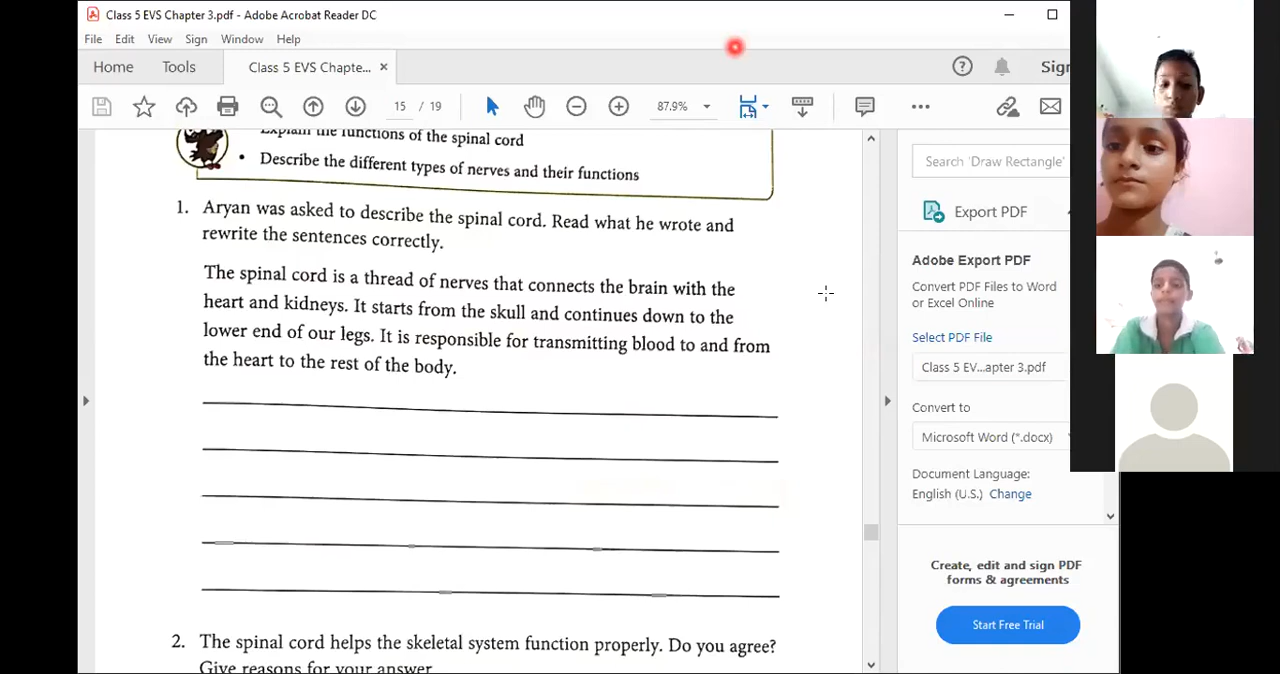 Class 5 EVS Chapter 3.pdf - Adobe Acrobat Reader DC
File Edit View Sign Window Help
Home Tools Class 5 EVS Chapte... ×
15 / 19 87.9%
Sign
Explain the functions of the spinal cord
• Describe the different types of nerves and their functions
1. Aryan was asked to describe the spinal cord. Read what he wrote and
rewrite the sentences correctly.
The spinal cord is a thread of nerves that connects the brain with the
heart and kidneys. It starts from the skull and continues down to the
lower end of our legs. It is responsible for transmitting blood to and from
the heart to the rest of the body.
2. The spinal cord helps the skeletal system function properly. Do you agree?
Give reasons for your answer
Search 'Draw Rectangle'
Export PDF
Adobe Export PDF
Convert PDF Files to Word
or Excel Online
Select PDF File
Class 5 EV...apter 3.pdf
Convert to
Microsoft Word (*.docx)
Document Language:
English (U.S.) Change
Create, edit and sign PDF
forms & agreements
Start Free Trial